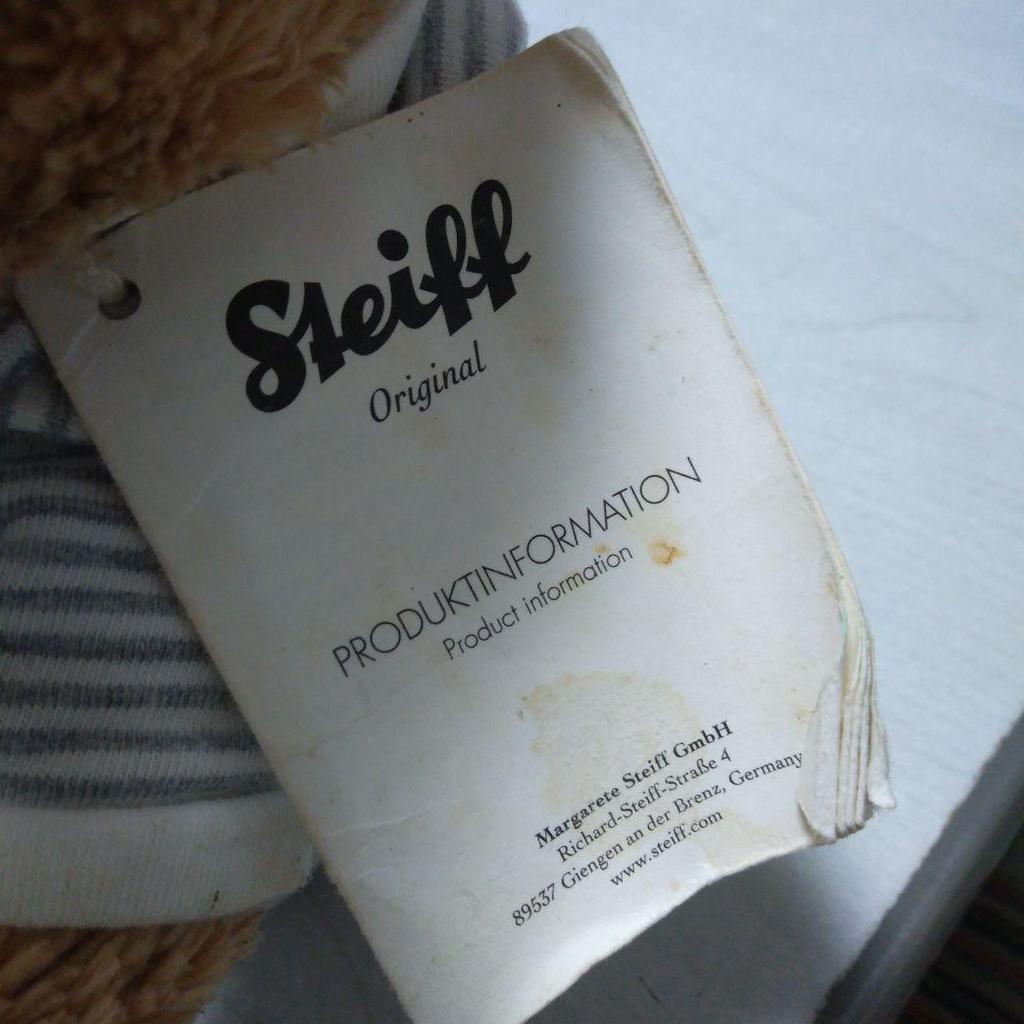 Steiff
Original
PRODUKTINFORMATION
Product information
Margarete Steiff GmbH
Richard-Steiff-Straße 4
89537 Giengen an der Brenz, Germany
www.steiff.com